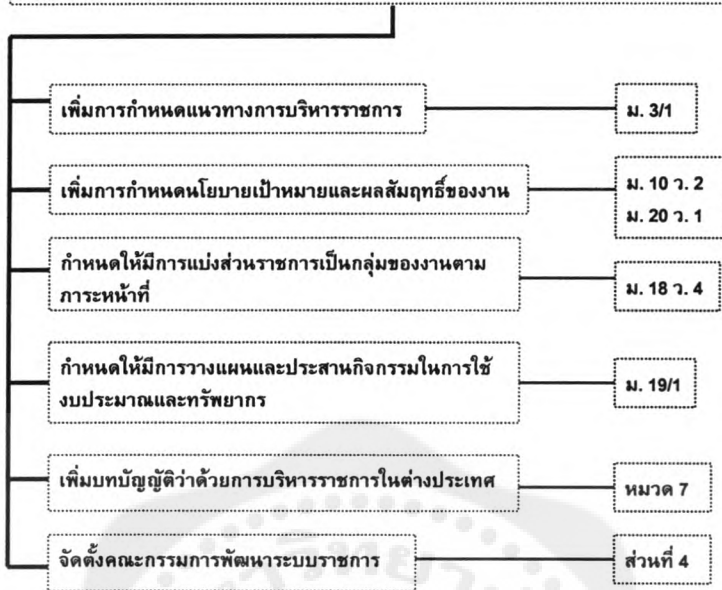 เพิ่มการกำหนดแนวทางการบริหารราชการ
ม. 3/1
เพิ่มการกำหนดนโยบายเป้าหมายและผลสัมฤทธิ์ของงาน
ม. 10 ว. 2
ม. 20 ว. 1
กำหนดให้มีการแบ่งส่วนราชการเป็นกลุ่มของงานตาม
ภาระหน้าที่
ม. 18 ว. 4
กำหนดให้มีการวางแผนและประสานกิจกรรมในการใช้
งบประมาณและทรัพยากร
ม. 19/1
เพิ่มบทบัญญัติว่าด้วยการบริหารราชการในต่างประเทศ
หมวด 7
จัดตั้งคณะกรรมการพัฒนาระบบราชการ
ส่วนที่ 4